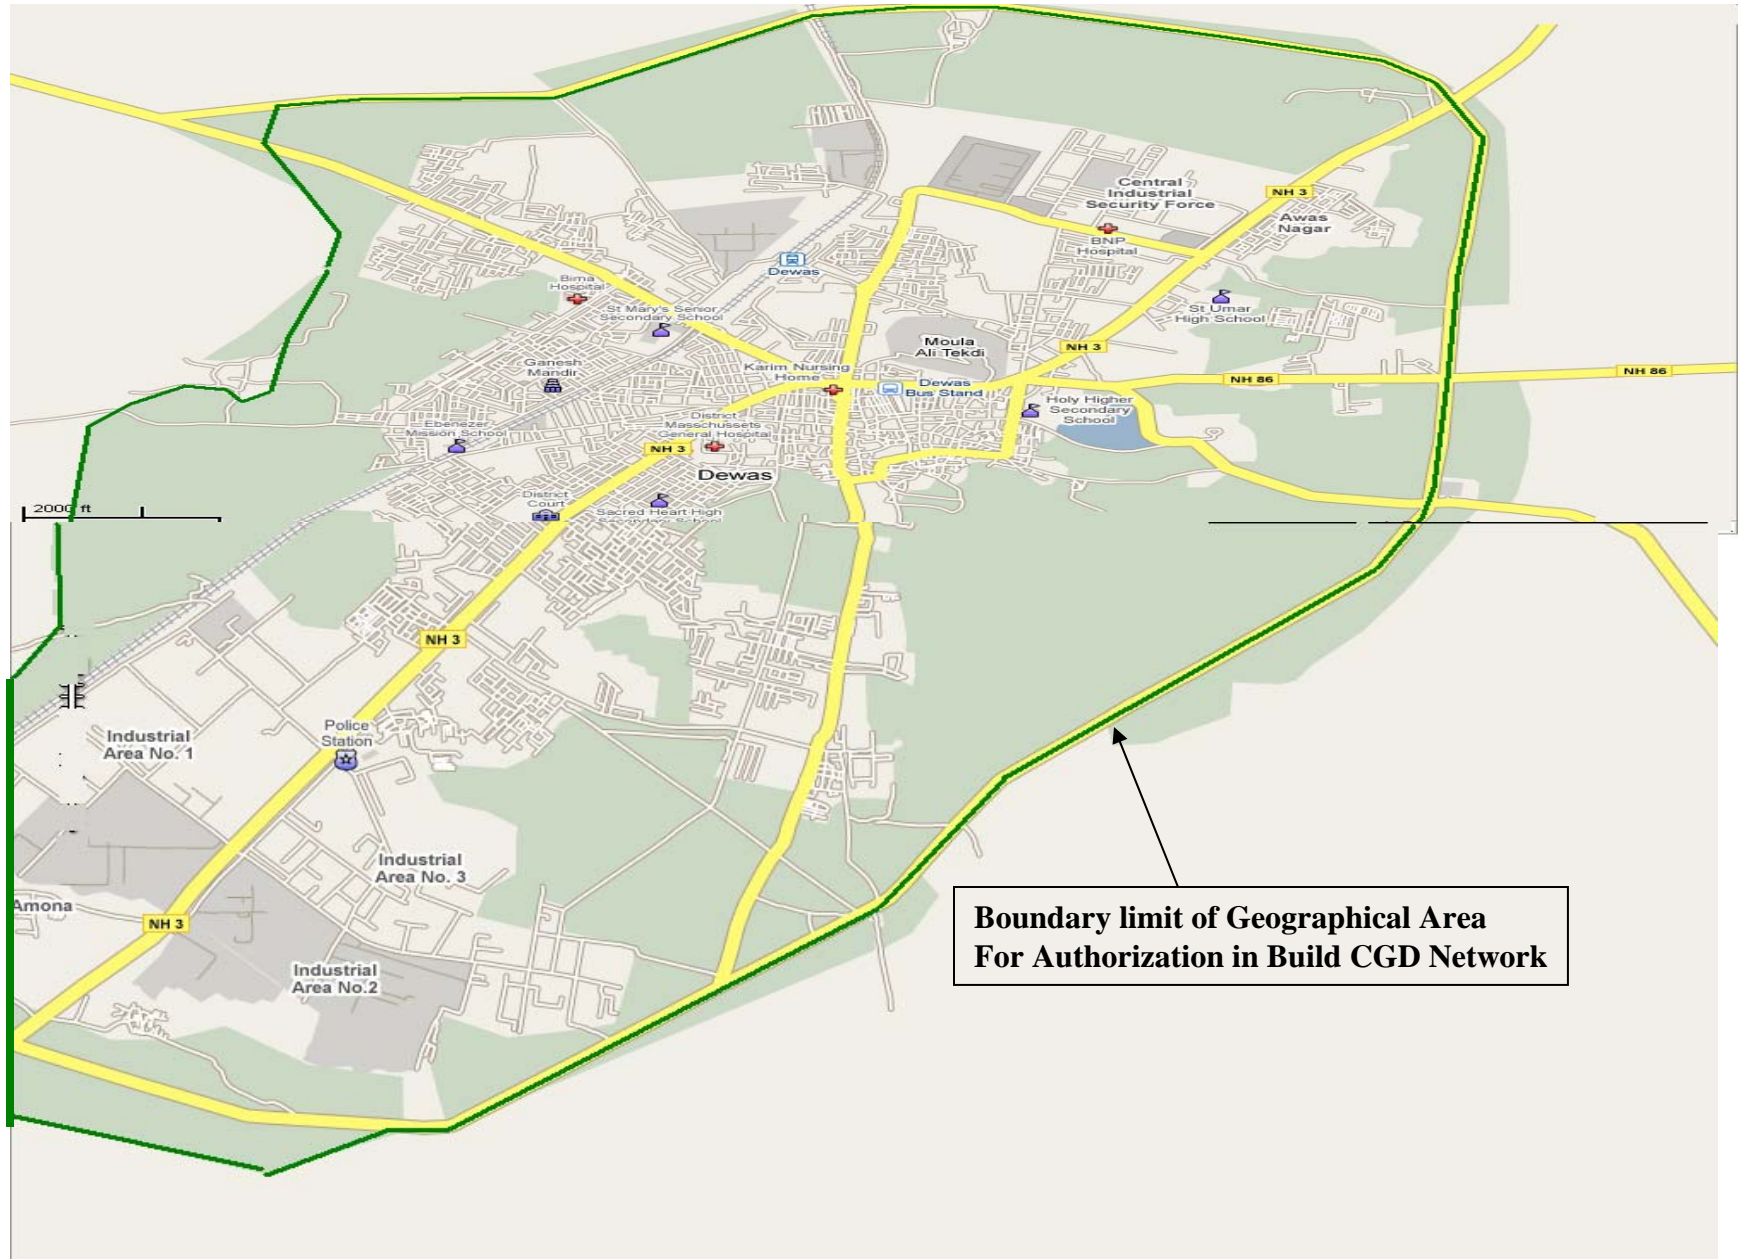 Central
Industrial
Security Force
NH 3
Awas
Nagar
BNP
Hospital
Dewas
Bima
Hospital
St Mary's Senior
Secondary School
St Umar
High School
Moula
Ali Tekdi
NH 3
Ganesh
Mandir
Karim Nursing
Home
Dewas
Bus Stand
NH 86
NH 86
Holy Higher
Secondary
School
District
Masschussets
General Hospital
Ebenezer
Mission School
NH 3
Dewas
District
Court
Sacred Heart High
Secondary School
2000 ft
NH 3
Police
Station
Industrial
Area No. 1
Industrial
Area No. 3
Amona
NH 3
Industrial
Area No.2
Boundary limit of Geographical Area
For Authorization in Build CGD Network